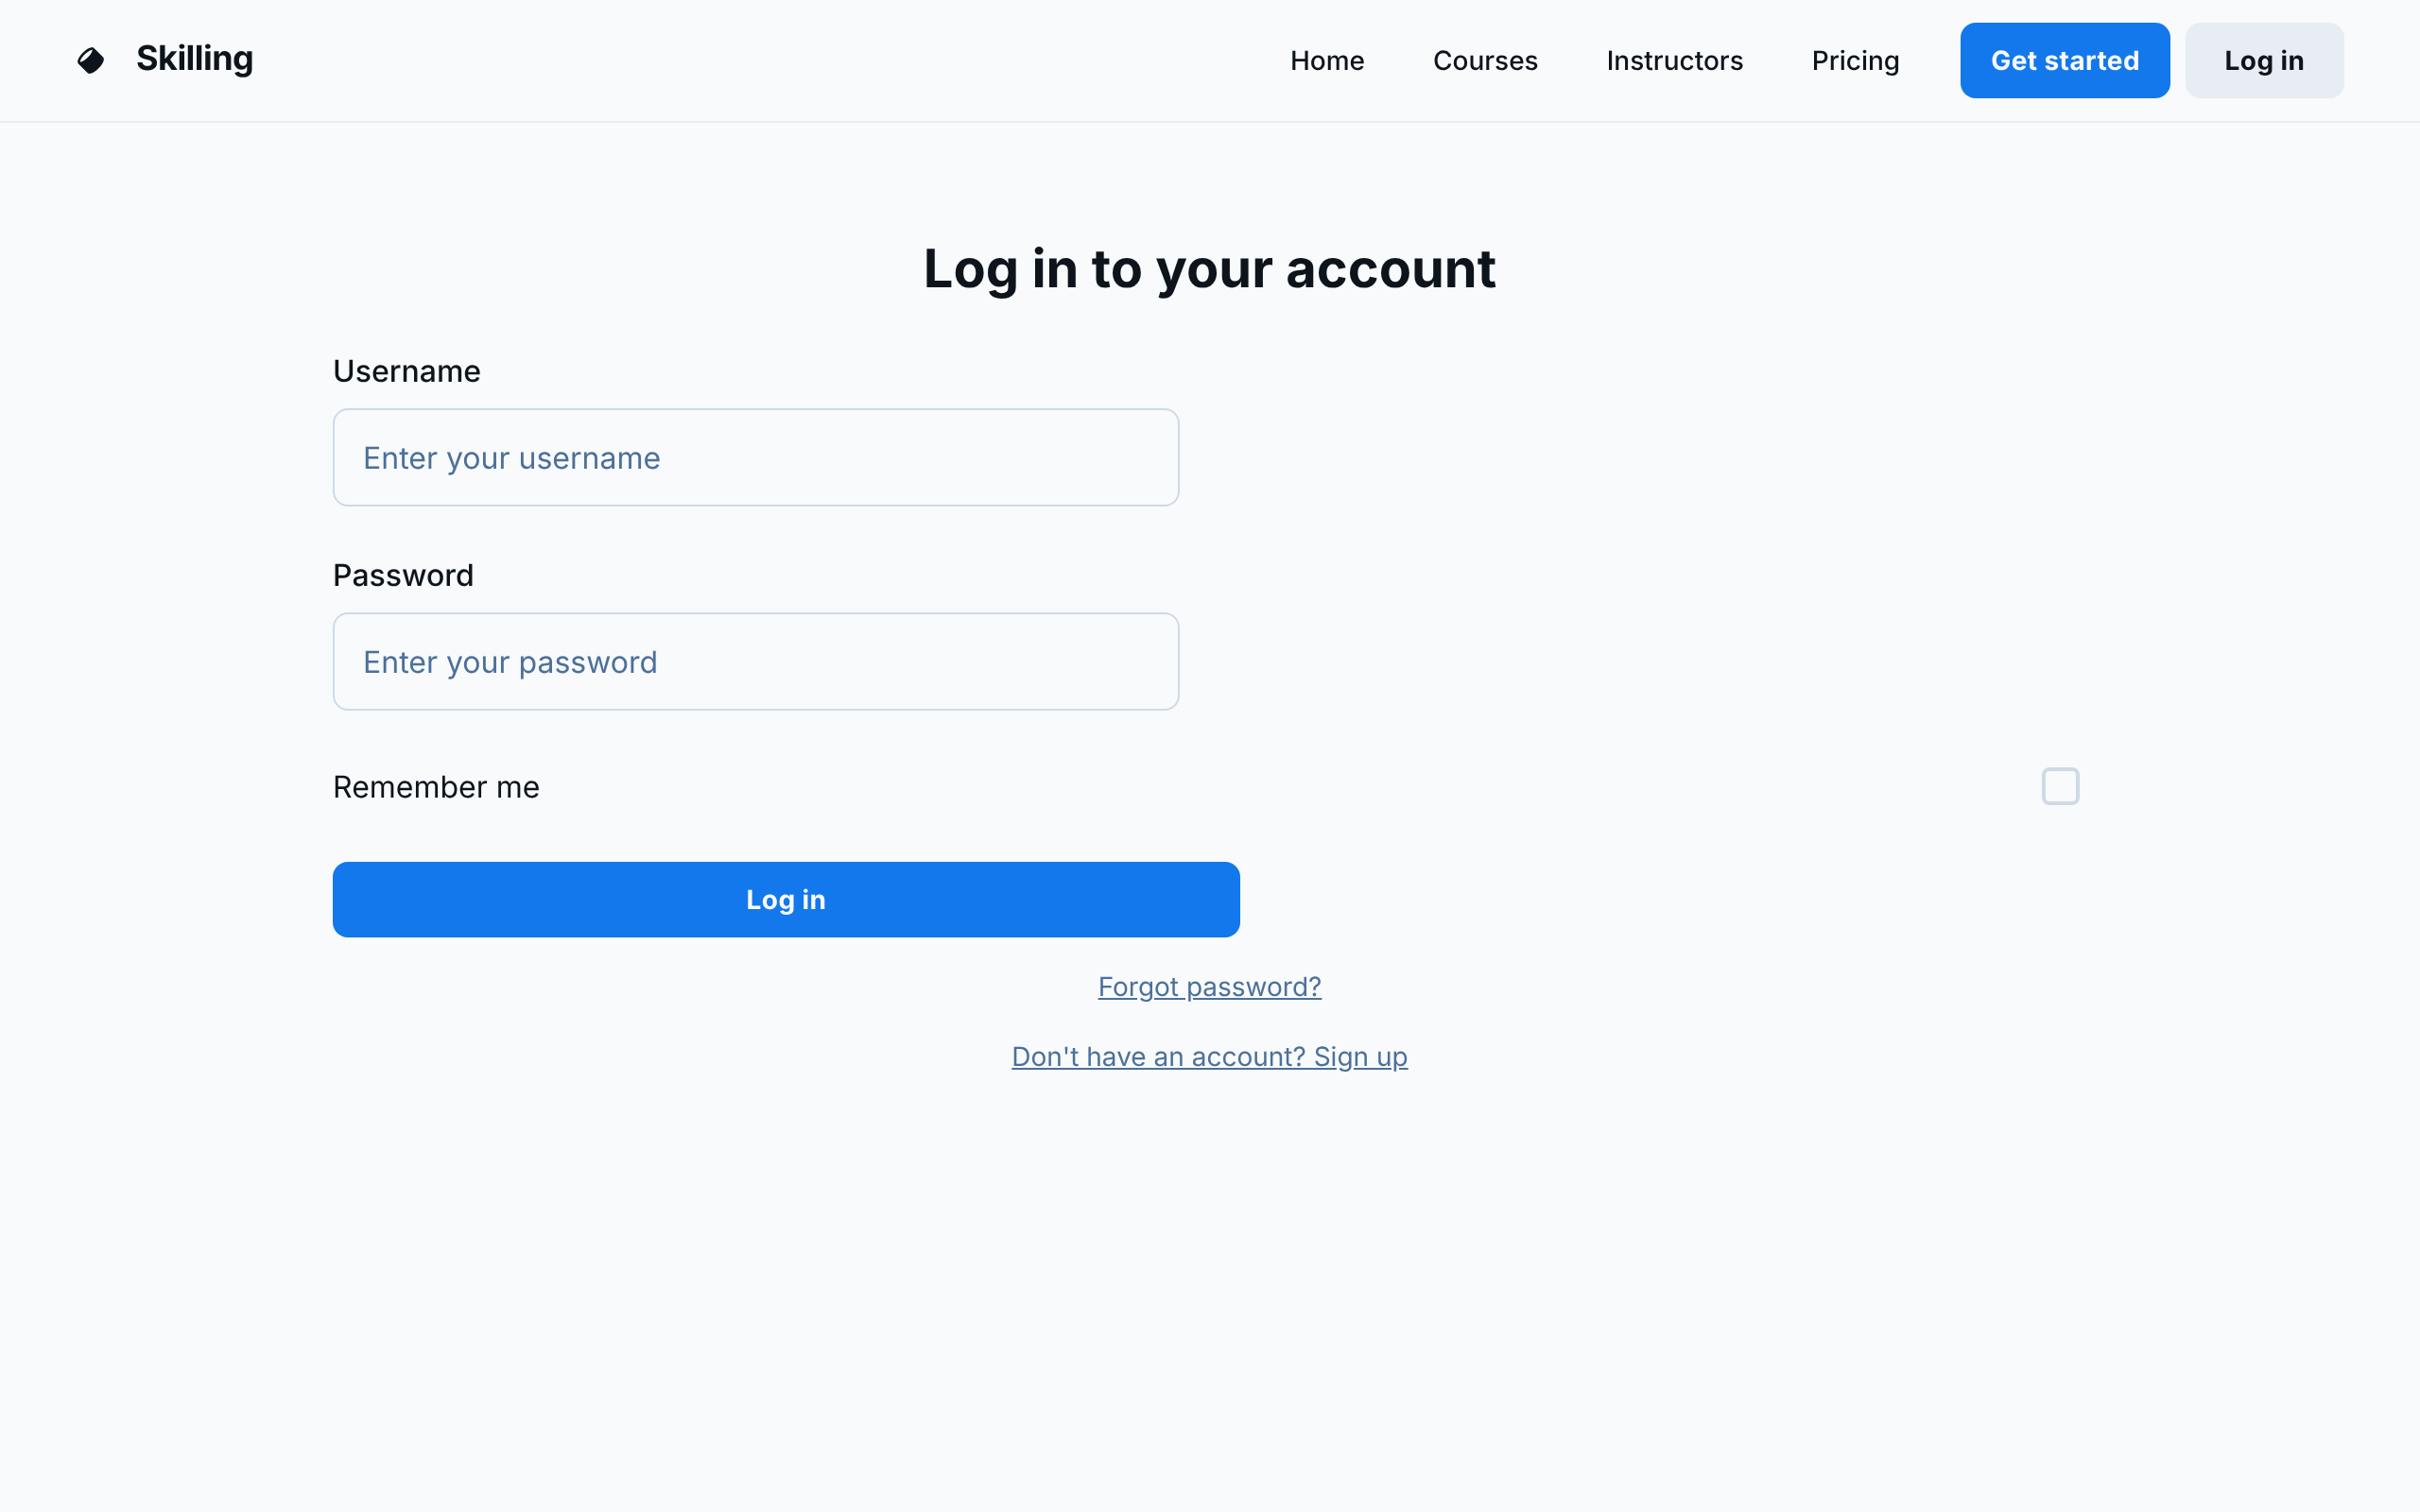 Skilling
Home
Courses
Instructors
Pricing
Get started
Log in
Log in to your account
Username
Enter your username
Password
Enter your password
Remember me
Log in
Forgot password?
Don't have an account? Sign up